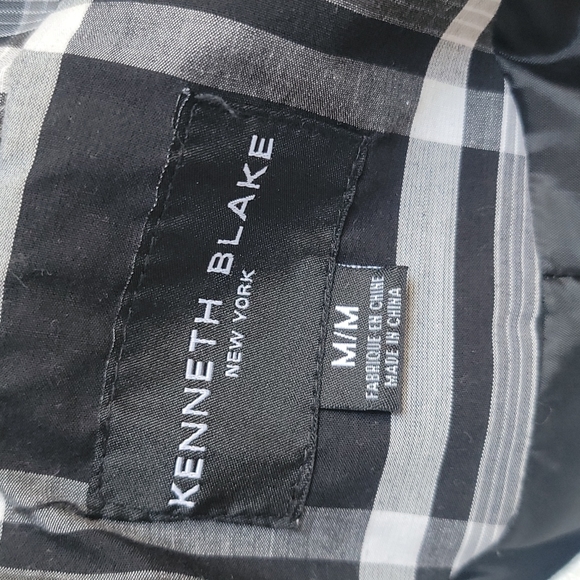 KENNETH BLAKE
NEW YORK
M/M
FABRIQUE EN CHINE
MADE IN CHINA